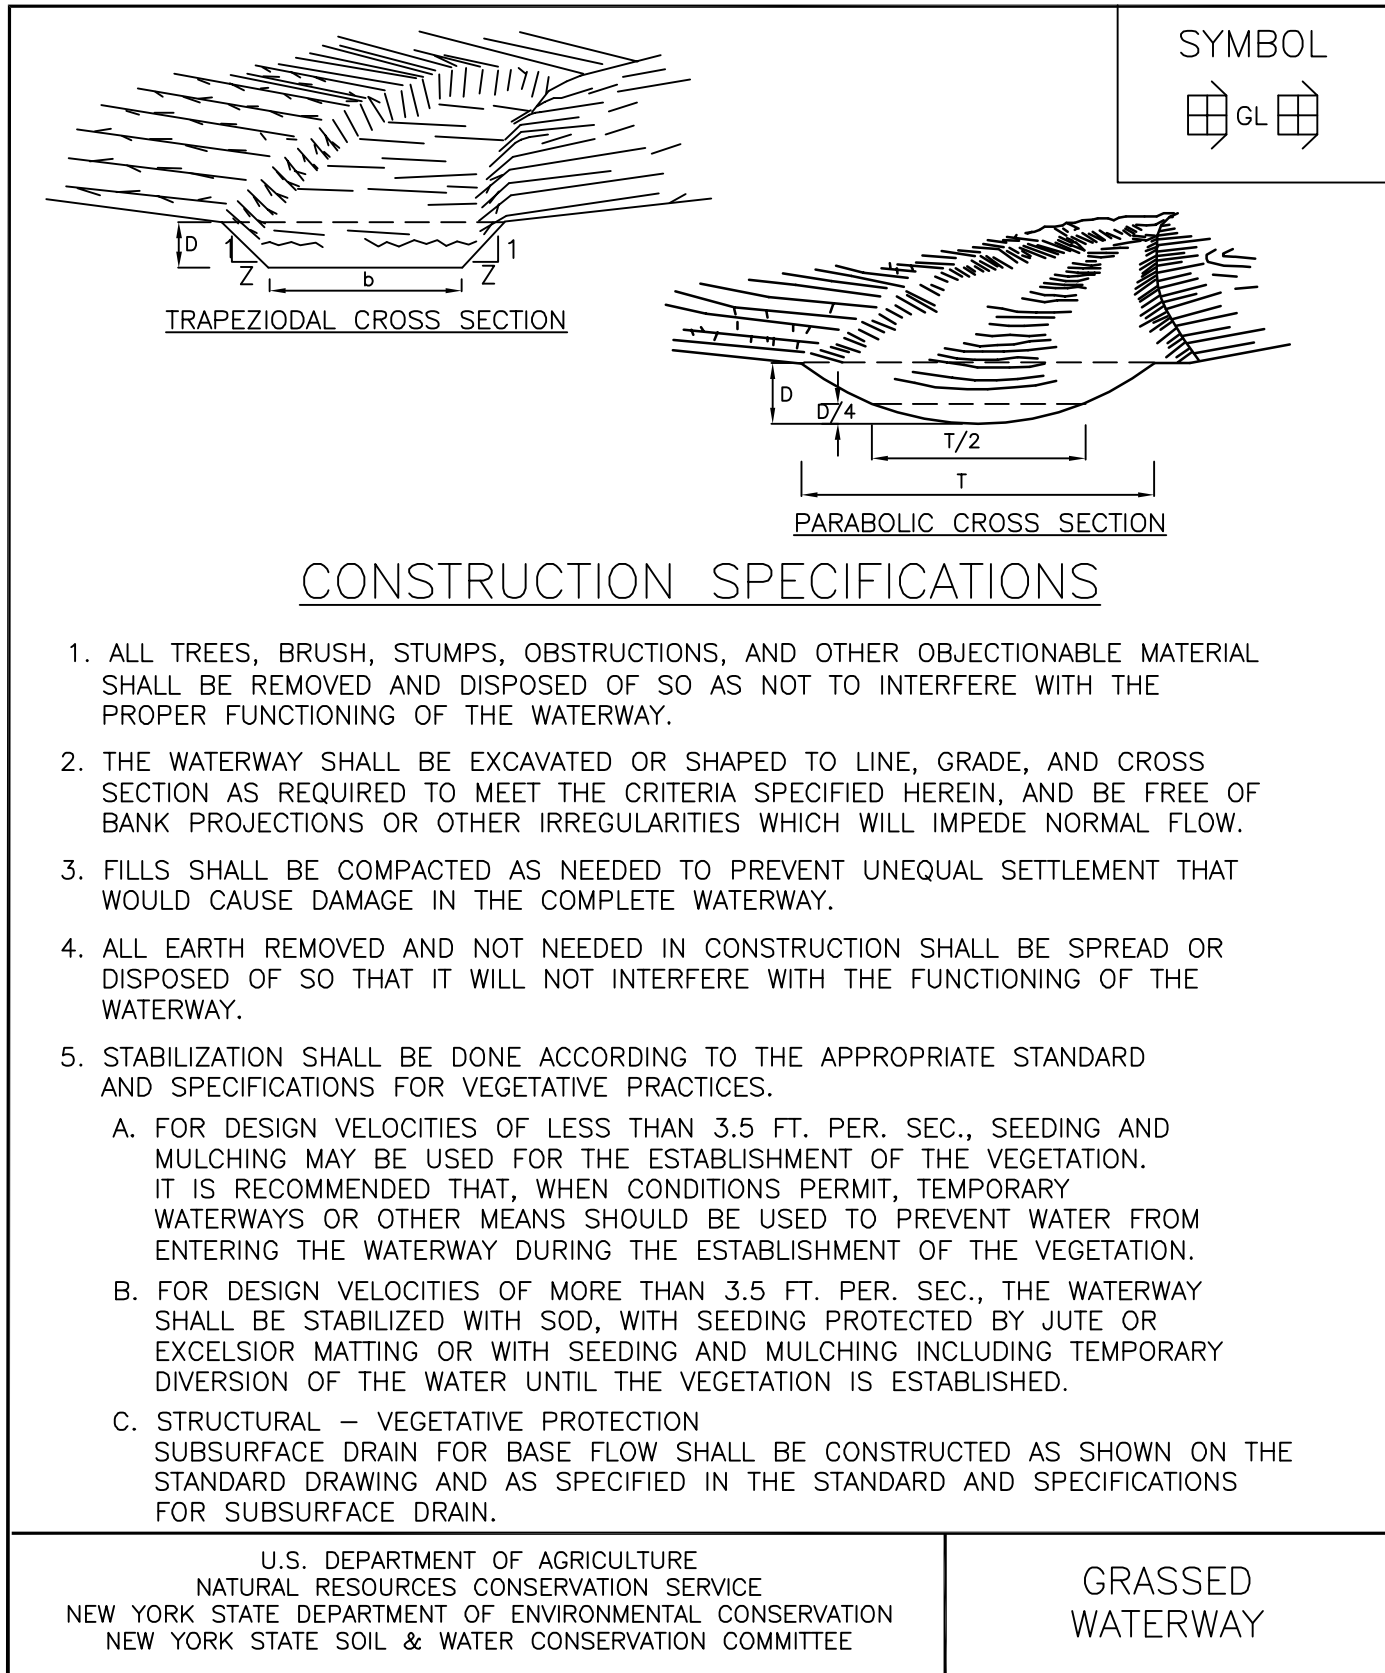 SYMBOL
GL
D
1
Z
b
1
Z
TRAPEZIODAL CROSS SECTION
D
D/4
T/2
T
PARABOLIC CROSS SECTION
CONSTRUCTION SPECIFICATIONS
1. ALL TREES, BRUSH, STUMPS, OBSTRUCTIONS, AND OTHER OBJECTIONABLE MATERIAL
SHALL BE REMOVED AND DISPOSED OF SO AS NOT TO INTERFERE WITH THE
PROPER FUNCTIONING OF THE WATERWAY.
2. THE WATERWAY SHALL BE EXCAVATED OR SHAPED TO LINE, GRADE, AND CROSS
SECTION AS REQUIRED TO MEET THE CRITERIA SPECIFIED HEREIN, AND BE FREE OF
BANK PROJECTIONS OR OTHER IRREGULARITIES WHICH WILL IMPEDE NORMAL FLOW.
3. FILLS SHALL BE COMPACTED AS NEEDED TO PREVENT UNEQUAL SETTLEMENT THAT
WOULD CAUSE DAMAGE IN THE COMPLETE WATERWAY.
4. ALL EARTH REMOVED AND NOT NEEDED IN CONSTRUCTION SHALL BE SPREAD OR
DISPOSED OF SO THAT IT WILL NOT INTERFERE WITH THE FUNCTIONING OF THE
WATERWAY.
5. STABILIZATION SHALL BE DONE ACCORDING TO THE APPROPRIATE STANDARD
AND SPECIFICATIONS FOR VEGETATIVE PRACTICES.
A. FOR DESIGN VELOCITIES OF LESS THAN 3.5 FT. PER. SEC., SEEDING AND
MULCHING MAY BE USED FOR THE ESTABLISHMENT OF THE VEGETATION.
IT IS RECOMMENDED THAT, WHEN CONDITIONS PERMIT, TEMPORARY
WATERWAYS OR OTHER MEANS SHOULD BE USED TO PREVENT WATER FROM
ENTERING THE WATERWAY DURING THE ESTABLISHMENT OF THE VEGETATION.
B. FOR DESIGN VELOCITIES OF MORE THAN 3.5 FT. PER. SEC., THE WATERWAY
SHALL BE STABILIZED WITH SOD, WITH SEEDING PROTECTED BY JUTE OR
EXCELSIOR MATTING OR WITH SEEDING AND MULCHING INCLUDING TEMPORARY
DIVERSION OF THE WATER UNTIL THE VEGETATION IS ESTABLISHED.
C. STRUCTURAL – VEGETATIVE PROTECTION
SUBSURFACE DRAIN FOR BASE FLOW SHALL BE CONSTRUCTED AS SHOWN ON THE
STANDARD DRAWING AND AS SPECIFIED IN THE STANDARD AND SPECIFICATIONS
FOR SUBSURFACE DRAIN.
U.S. DEPARTMENT OF AGRICULTURE
NATURAL RESOURCES CONSERVATION SERVICE
NEW YORK STATE DEPARTMENT OF ENVIRONMENTAL CONSERVATION
NEW YORK STATE SOIL & WATER CONSERVATION COMMITTEE
GRASSED
WATERWAY